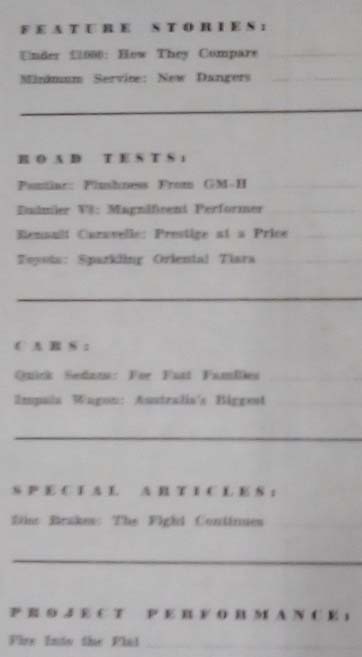 FEATURE STORIES:
Under £1000: How They Compare
Minimum Service: New Dangers
ROAD TESTS:
Pontiac: Plushness From GM-H
Daimler V8: Magnificent Performer
Renault Caravelle: Prestige at a Price
Toyota: Sparkling Oriental Tiara
CARS:
Quick Sedans: For Fast Families
Impala Wagon: Australia's Biggest
SPECIAL ARTICLES:
Disc Brakes: The Fight Continues
PROJECT PERFORMANCE:
Fire Into the Fiat